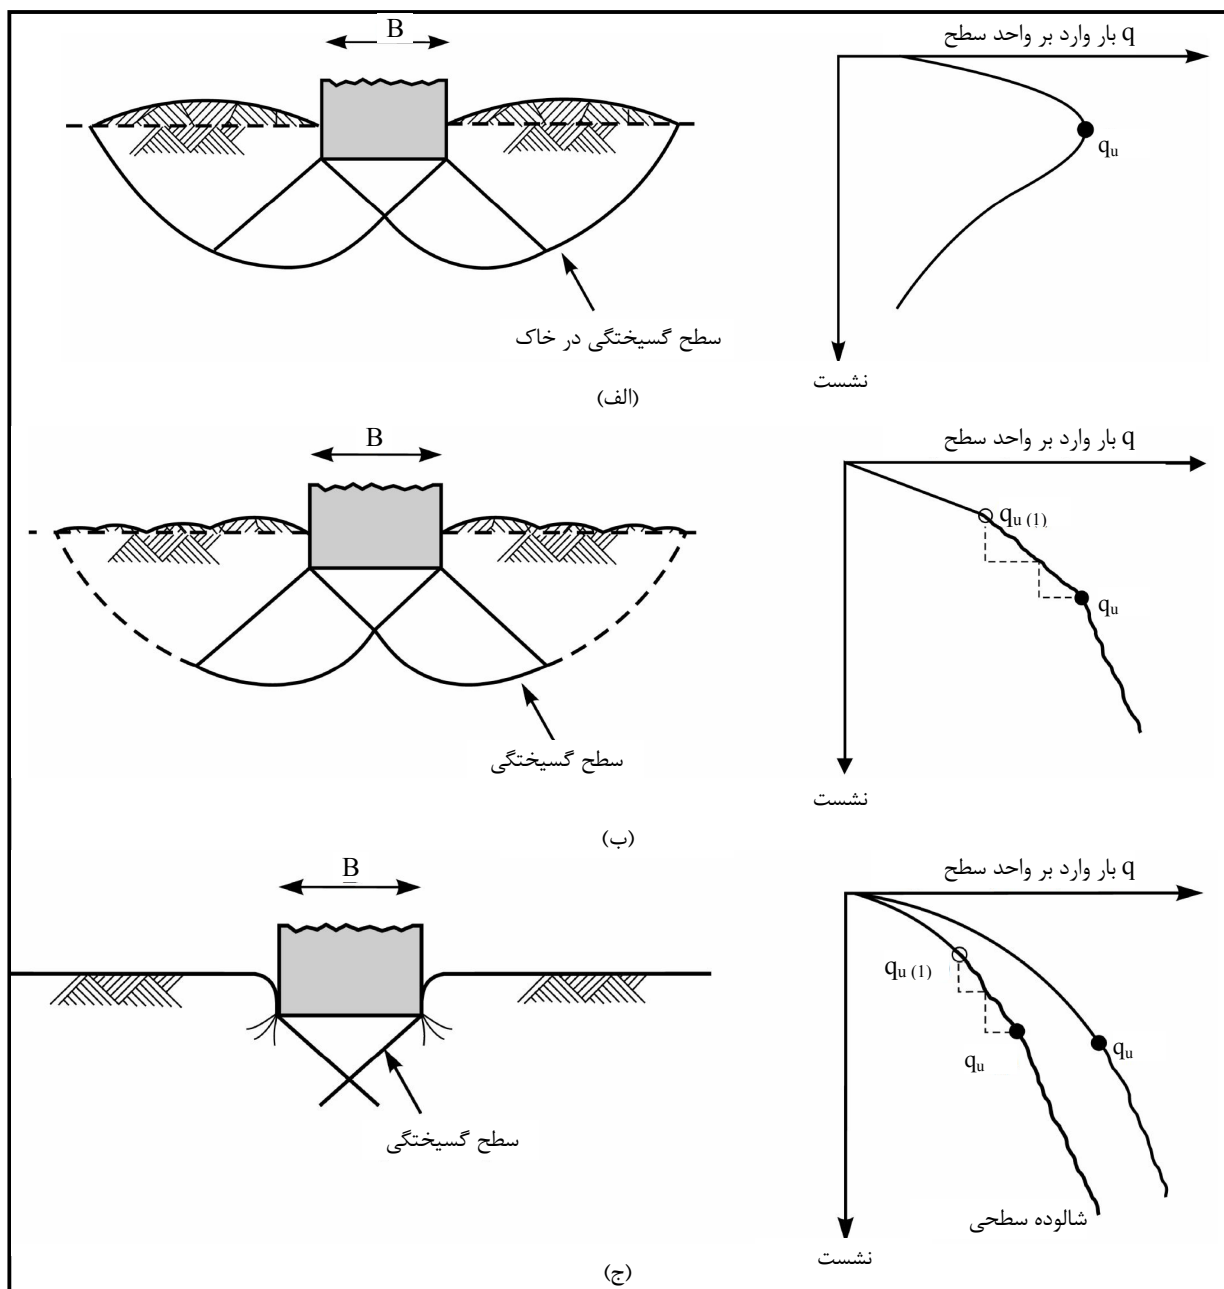 B
بار وارد بر واحد سطح q
qu
سطح گسیختگی در خاک
نشست
(الف)
B
بار وارد بر واحد سطح q
qu (1)
qu
سطح گسیختگی
نشست
(ب)
B
بار وارد بر واحد سطح q
qu (1)
qu
qu
سطح گسیختگی
شالوده سطحی
نشست
(ج)